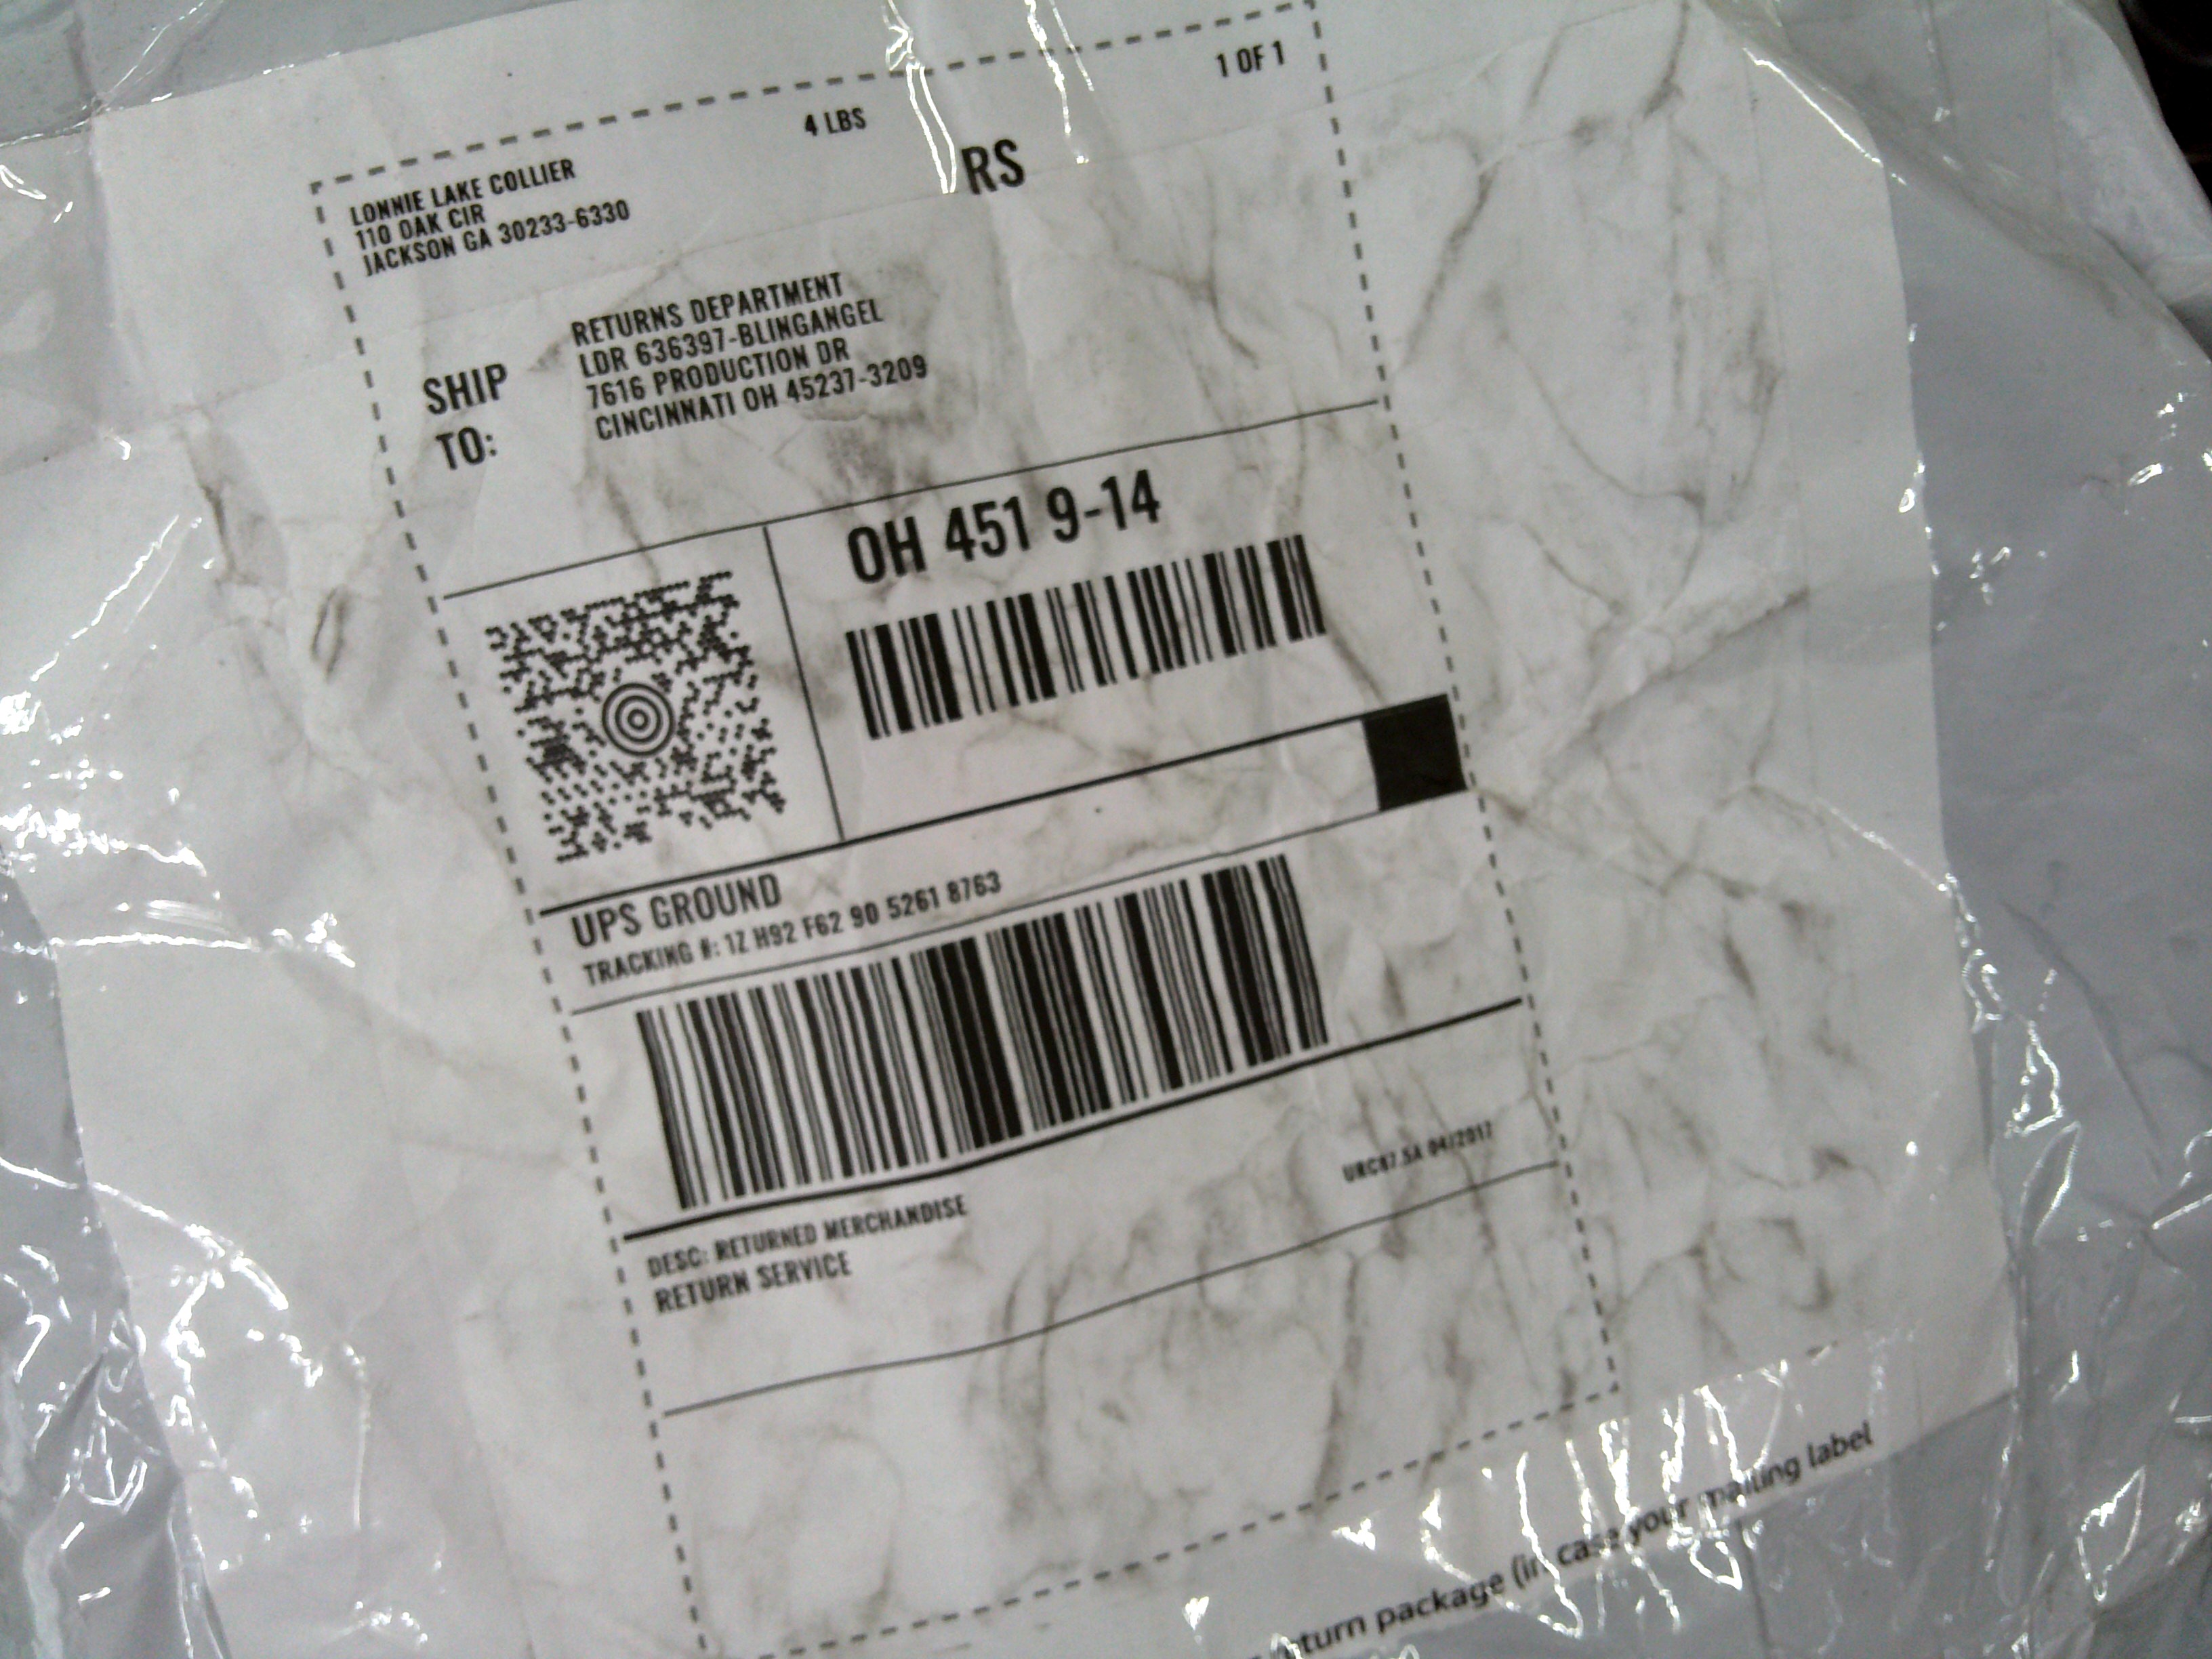 1 OF 1
4 LBS
RS
LONNIE LAKE COLLIER
110 OAK CIR
JACKSON GA 30233-6330
SHIP
TO:
RETURNS DEPARTMENT
LDR 636397-BLINGANGEL
7616 PRODUCTION DR
CINCINNATI OH 45237-3209
OH 451 9-14
UPS GROUND
TRACKING #: 1Z H92 F62 90 5261 8763
DESC: RETURNED MERCHANDISE
RETURN SERVICE
04/2017
package (in case your mailing label